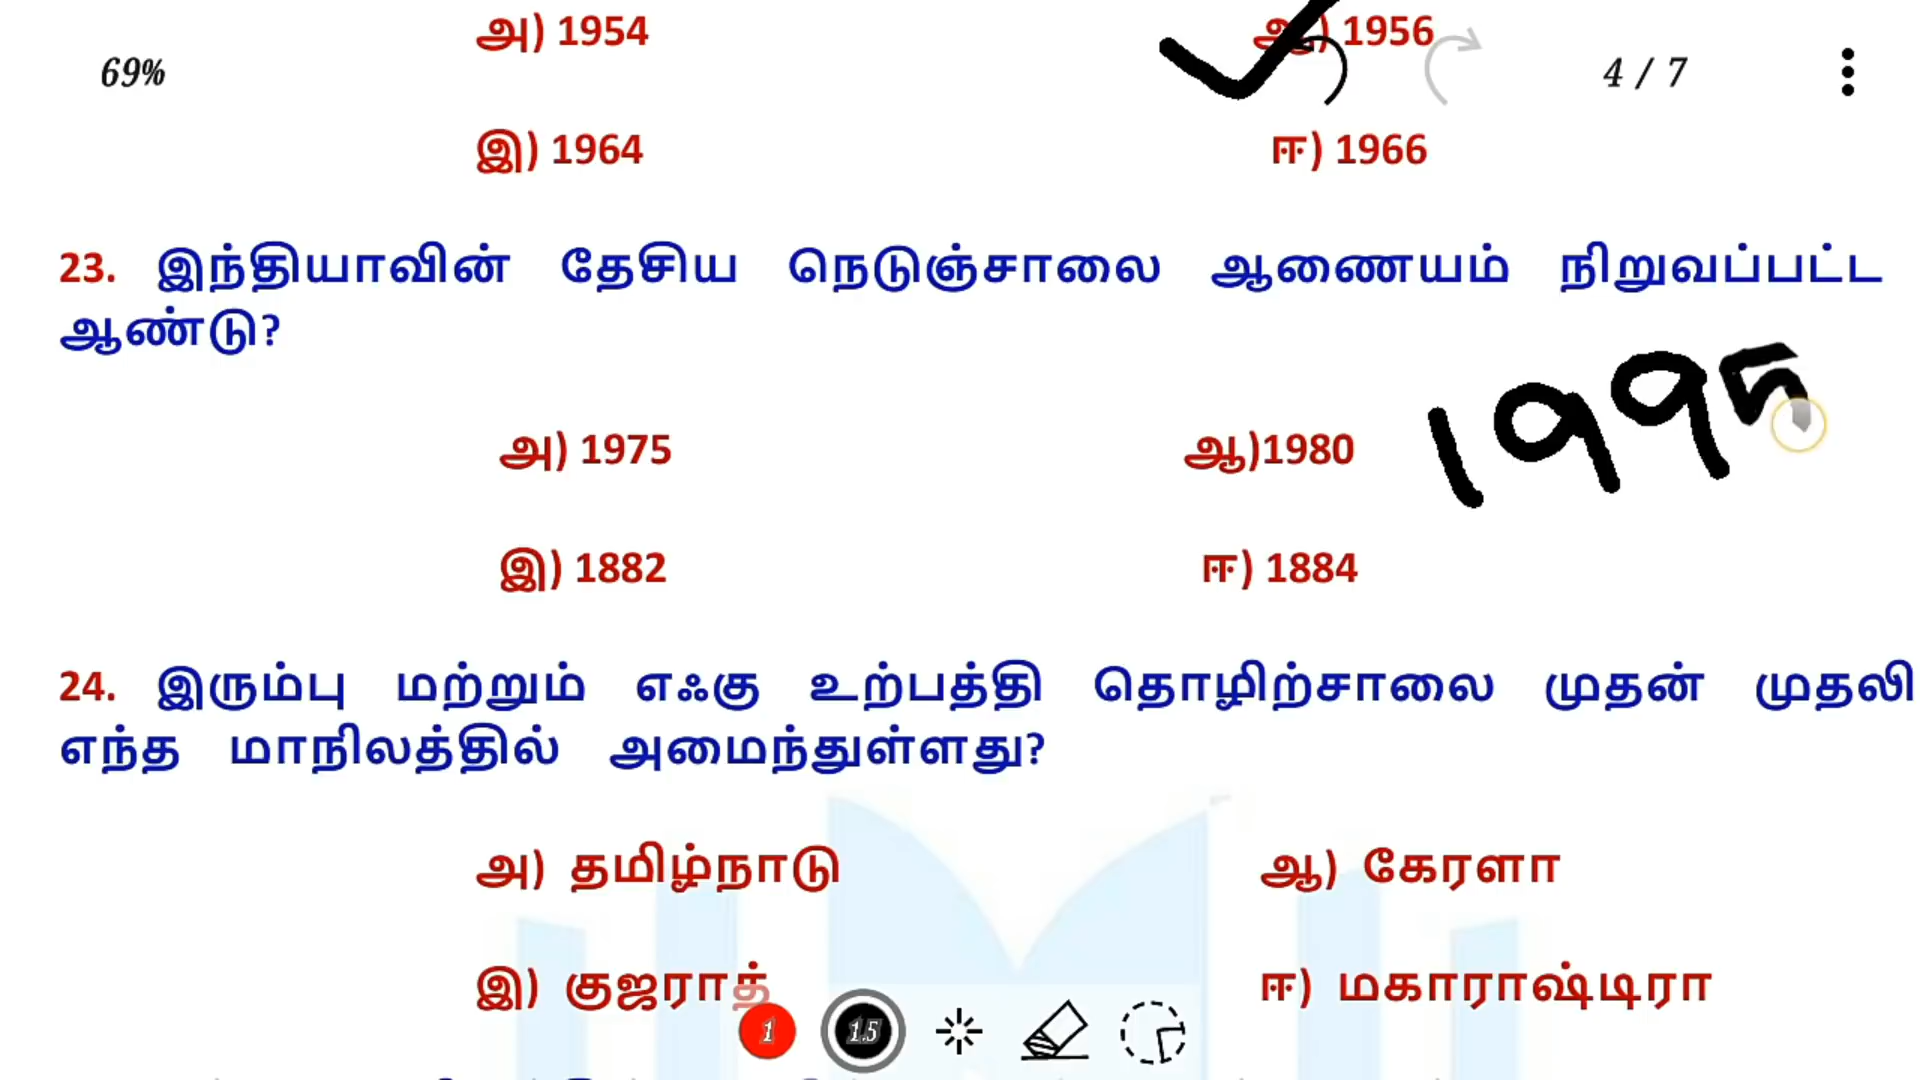 அ) 1954 ஆ) 1956
69% 4 / 7
இ) 1964 ஈ) 1966
23. இந்தியாவின் தேசிய நெடுஞ்சாலை ஆணையம் நிறுவப்பட்ட
ஆண்டு?
1995
அ) 1975 ஆ)1980
இ) 1882 ஈ) 1884
24. இரும்பு மற்றும் எஃகு உற்பத்தி தொழிற்சாலை முதன் முதலி
எந்த மாநிலத்தில் அமைந்துள்ளது?
அ) தமிழ்நாடு ஆ) கேரளா
இ) குஜராத் ஈ) மகாராஷ்டிரா
1 1.5